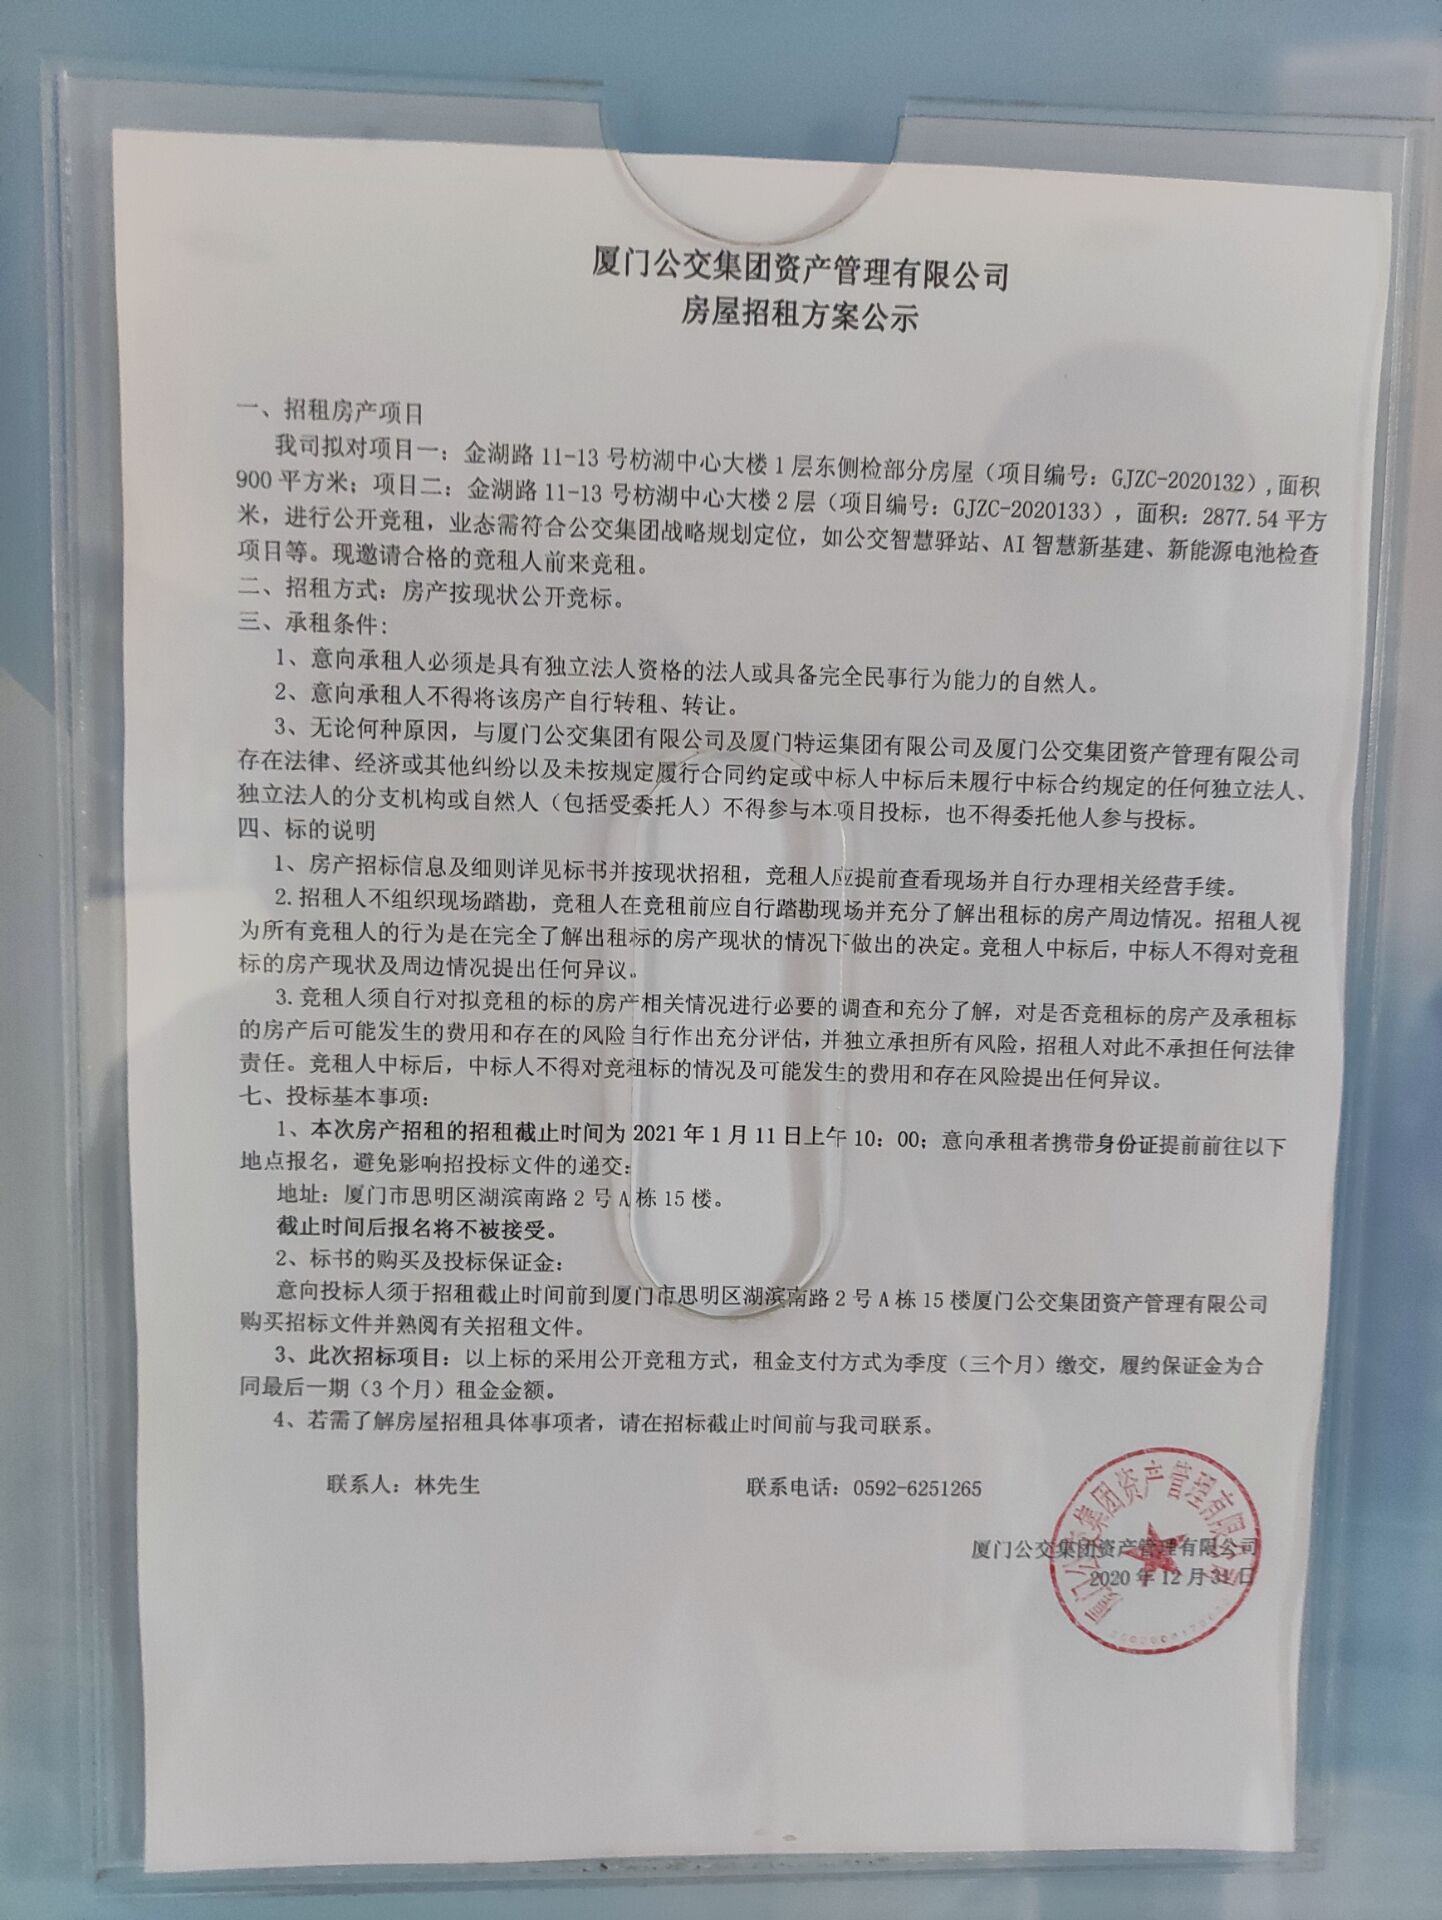 厦门公交集团资产管理有限公司
房屋招租方案公示
一、招租房产项目
我司拟对项目一：金湖路 11-13 号枋湖中心大楼 1 层东侧检部分房屋（项目编号：GJZC-2020132）,面积
900 平方米；项目二：金湖路 11-13 号枋湖中心大楼 2 层（项目编号：GJZC-2020133），面积：2877.54 平方
米，进行公开竞租，业态需符合公交集团战略规划定位，如公交智慧驿站、AI 智慧新基建、新能源电池检查
项目等。现邀请合格的竞租人前来竞租。
二、招租方式：房产按现状公开竞标。
三、承租条件:
1、意向承租人必须是具有独立法人资格的法人或具备完全民事行为能力的自然人。
2、意向承租人不得将该房产自行转租、转让。
3、无论何种原因，与厦门公交集团有限公司及厦门特运集团有限公司及厦门公交集团资产管理有限公司
存在法律、经济或其他纠纷以及未按规定履行合同约定或中标人中标后未履行中标合约规定的任何独立法人、
独立法人的分支机构或自然人（包括受委托人）不得参与本项目投标，也不得委托他人参与投标。
四、标的说明
1、房产招标信息及细则详见标书并按现状招租，竞租人应提前查看现场并自行办理相关经营手续。
2.招租人不组织现场踏勘，竞租人在竞租前应自行踏勘现场并充分了解出租标的房产周边情况。招租人视
为所有竞租人的行为是在完全了解出租标的房产现状的情况下做出的决定。竞租人中标后，中标人不得对竞租
标的房产现状及周边情况提出任何异议。
3.竞租人须自行对拟竞租的标的房产相关情况进行必要的调查和充分了解，对是否竞租标的房产及承租标
的房产后可能发生的费用和存在的风险自行作出充分评估，并独立承担所有风险，招租人对此不承担任何法律
责任。竞租人中标后，中标人不得对竞租标的情况及可能发生的费用和存在风险提出任何异议。
七、投标基本事项：
1、本次房产招租的招租截止时间为 2021 年 1 月 11 日上午 10：00；意向承租者携带身份证提前前往以下
地点报名，避免影响招投标文件的递交：
地址：厦门市思明区湖滨南路 2 号 A 栋 15 楼。
截止时间后报名将不被接受。
2、标书的购买及投标保证金：
意向投标人须于招租截止时间前到厦门市思明区湖滨南路 2 号 A 栋 15 楼厦门公交集团资产管理有限公司
购买招标文件并熟阅有关招租文件。
3、此次招标项目：以上标的采用公开竞租方式，租金支付方式为季度（三个月）缴交，履约保证金为合
同最后一期（3 个月）租金金额。
4、若需了解房屋招租具体事项者，请在招标截止时间前与我司联系。
联系人：林先生 联系电话：0592-6251265
厦门公交集团资产管理有限公司
2020 年 12 月 31 日
厦门公交集团资产管理有限公司